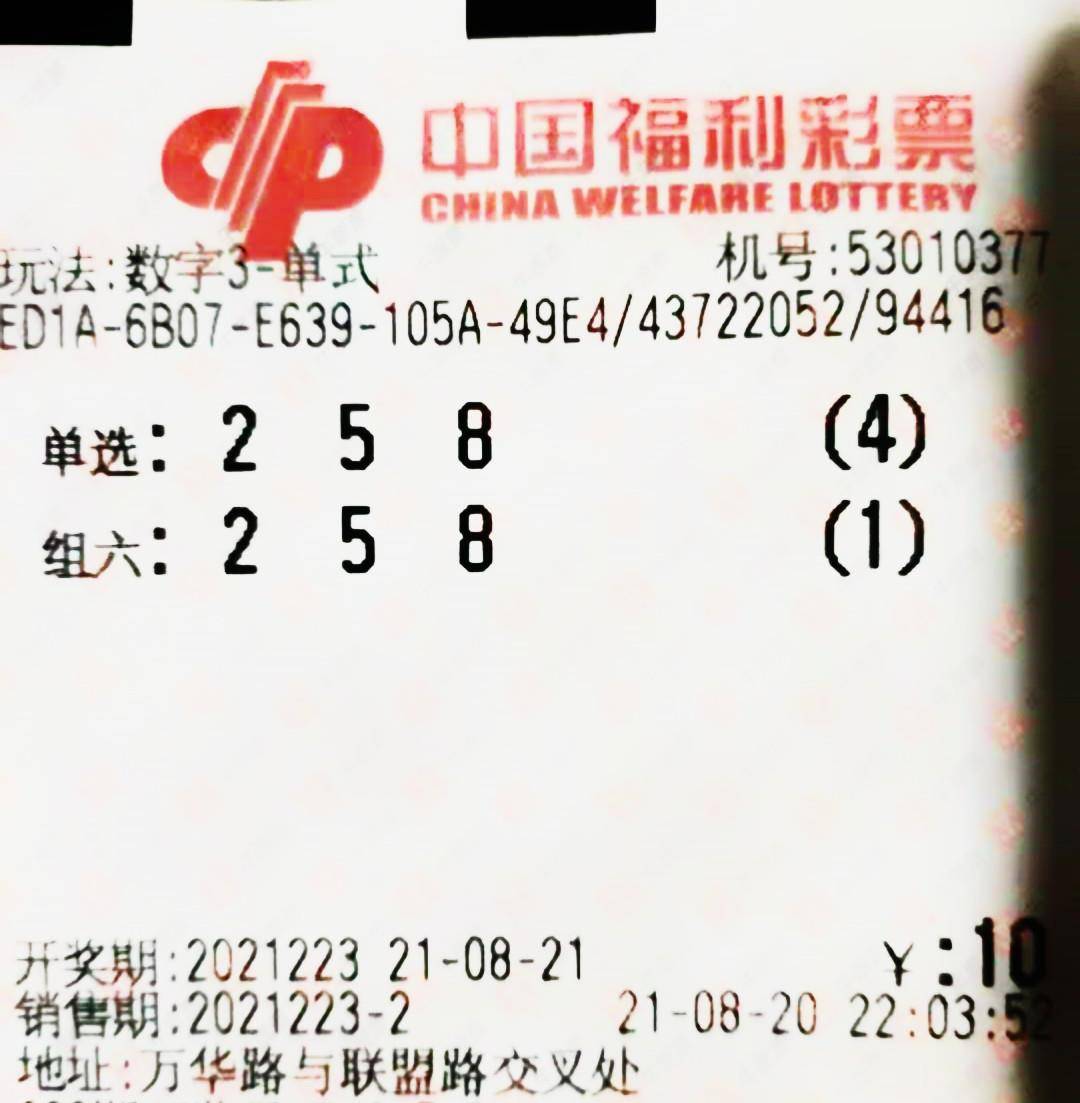 中国福利彩票
CHINA WELFARE LOTTERY
玩法:数字3-单式 机号:53010377
ED1A-6B07-E639-105A-49E4/43722052/94416
单选: 2 5 8 (4)
组六: 2 5 8 (1)
开奖期:2021223 21-08-21 ¥:10
销售期:2021223-2 21-08-20 22:03:52
地址:万华路与联盟路交叉处